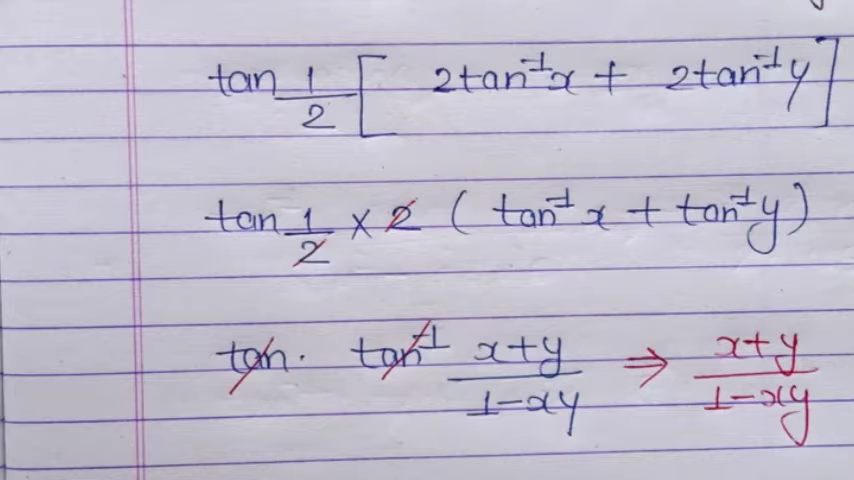 tan 1/2 [ 2tan⁻¹x + 2tan⁻¹y ]
tan 1/2 × 2 ( tan⁻¹ x + tan⁻¹y )
tan · tan⁻¹ x+y/1-xy ⇒ x+y/1-xy